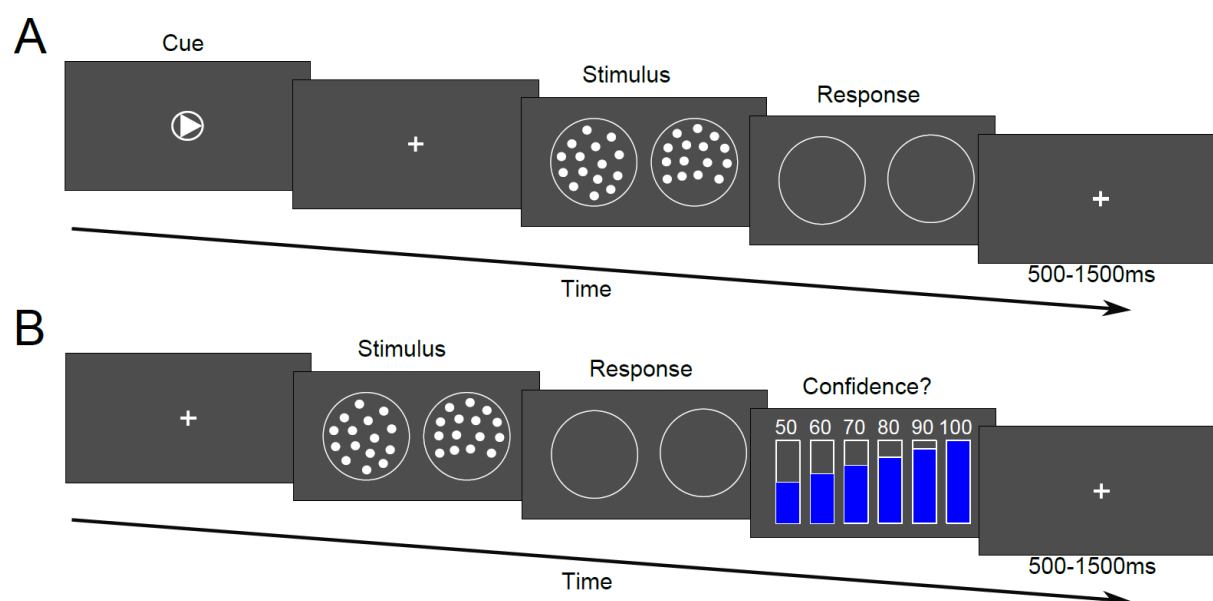 A
Cue
Stimulus
Response
Time
500-1500ms
B
Stimulus
Response
Confidence?
50 60 70 80 90 100
Time
500-1500ms